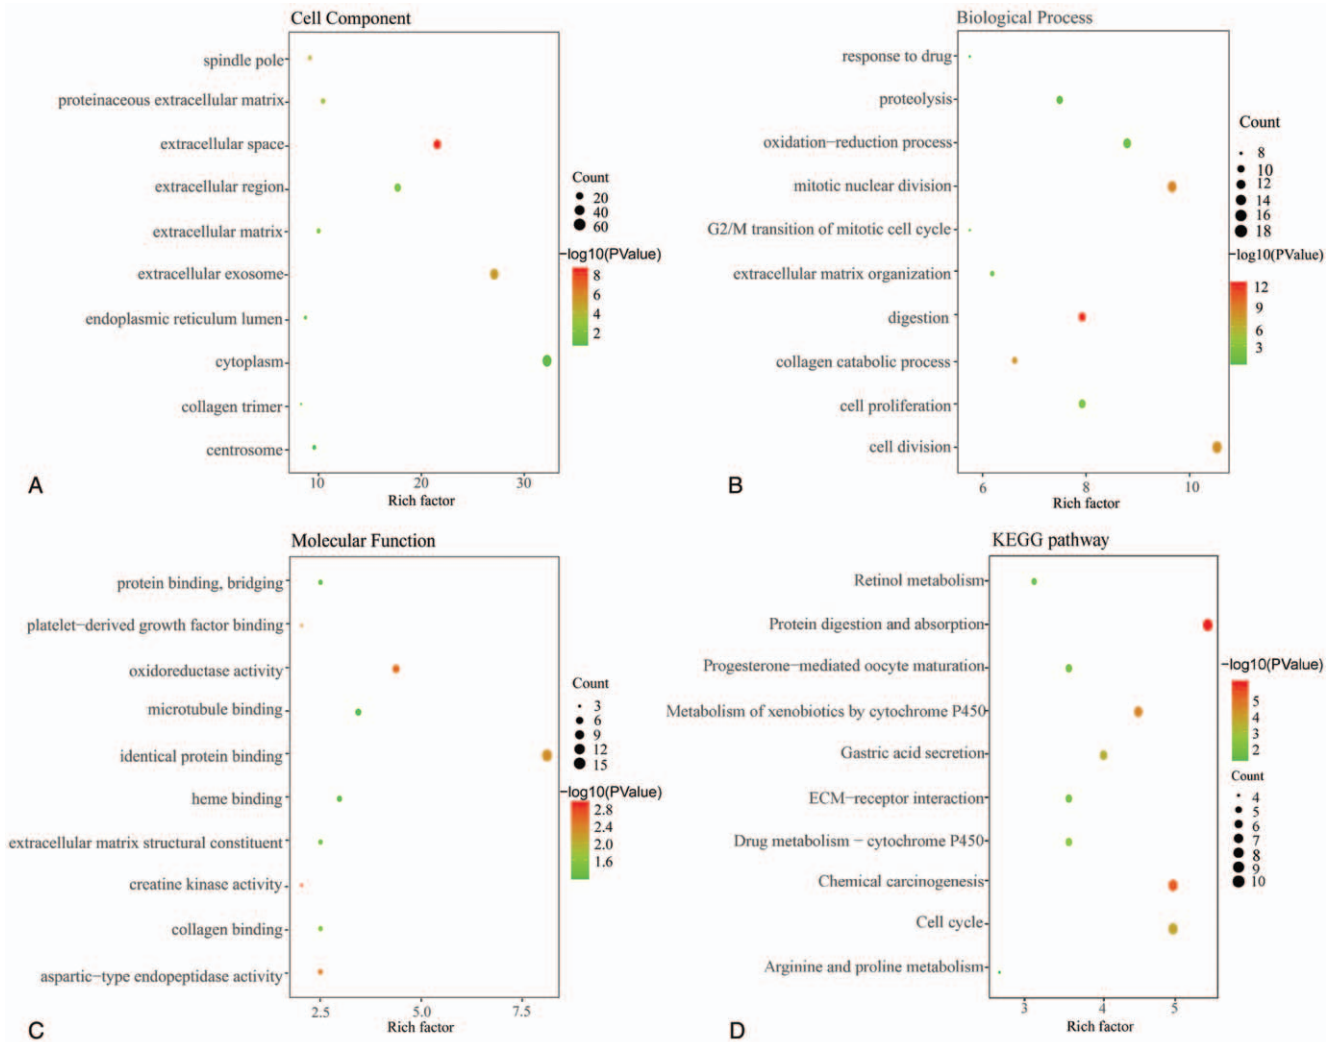 Cell Component
spindle pole
proteinaceous extracellular matrix
extracellular space
extracellular region
extracellular matrix
extracellular exosome
endoplasmic reticulum lumen
cytoplasm
collagen trimer
centrosome
10 20 30
Rich factor
Count
20
40
60
−log10(PValue)
8
6
4
2
A
Biological Process
response to drug
proteolysis
oxidation−reduction process
mitotic nuclear division
G2/M transition of mitotic cell cycle
extracellular matrix organization
digestion
collagen catabolic process
cell proliferation
cell division
6 8 10
Rich factor
Count
8
10
12
14
16
18
−log10(PValue)
12
9
6
3
B
Molecular Function
protein binding, bridging
platelet−derived growth factor binding
oxidoreductase activity
microtubule binding
identical protein binding
heme binding
extracellular matrix structural constituent
creatine kinase activity
collagen binding
aspartic−type endopeptidase activity
2.5 5.0 7.5
Rich factor
Count
3
6
9
12
15
−log10(PValue)
2.8
2.4
2.0
1.6
C
KEGG pathway
Retinol metabolism
Protein digestion and absorption
Progesterone−mediated oocyte maturation
Metabolism of xenobiotics by cytochrome P450
Gastric acid secretion
ECM−receptor interaction
Drug metabolism − cytochrome P450
Chemical carcinogenesis
Cell cycle
Arginine and proline metabolism
3 4 5
Rich factor
−log10(PValue)
5
4
3
2
Count
4
5
6
7
8
9
10
D